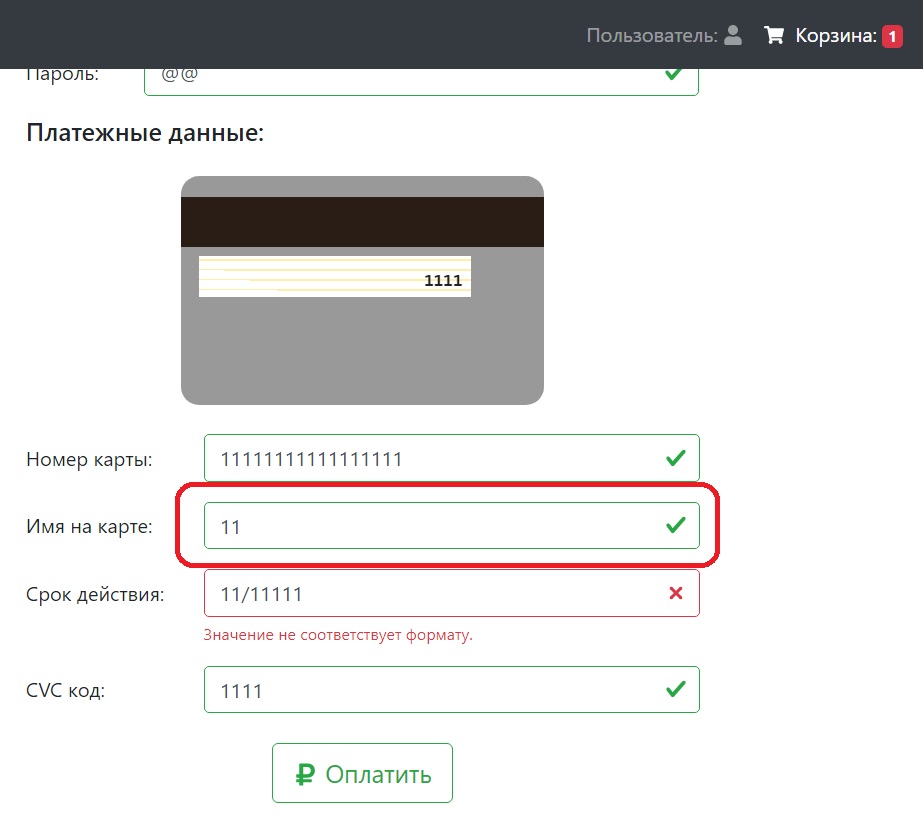 Пользователь: Корзина: 1
Пароль: @@
Платежные данные:
1111
Номер карты: 11111111111111111
Имя на карте: 11
Срок действия: 11/11111
Значение не соответствует формату.
CVC код: 1111
₽ Оплатить